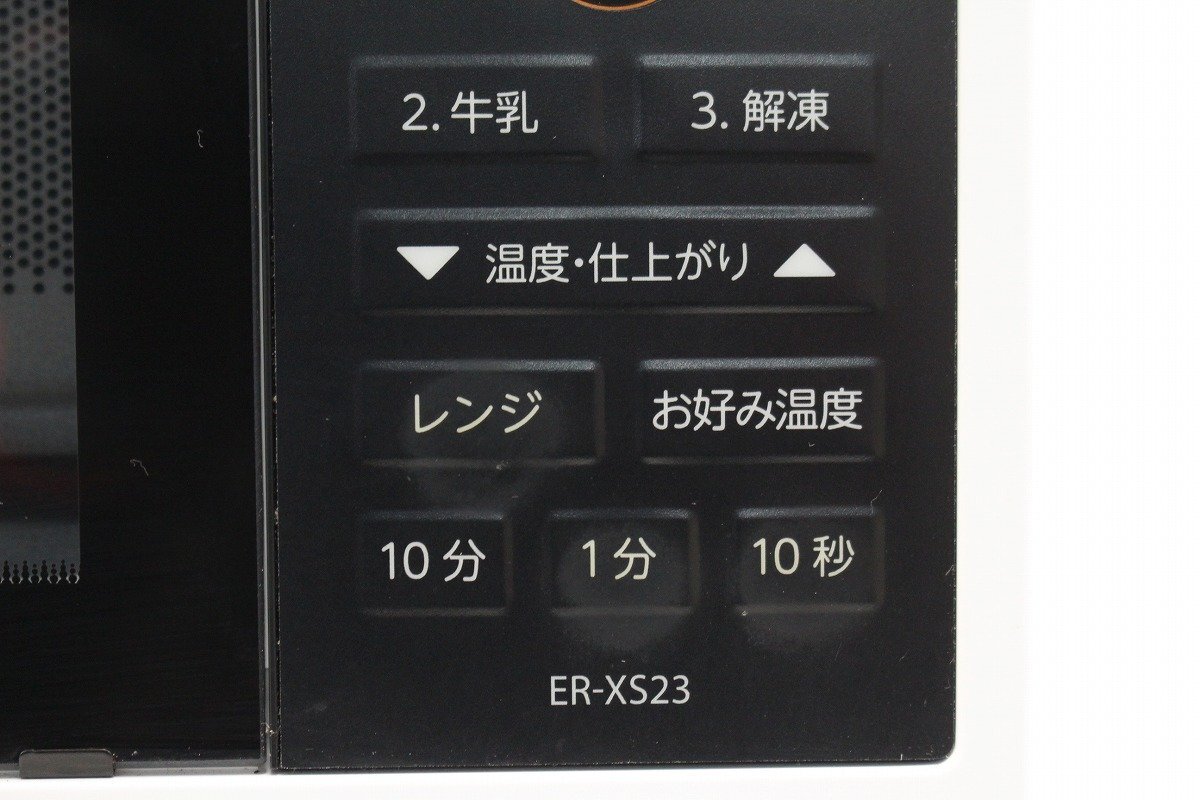 2. 牛乳 3. 解凍
▼ 温度・仕上がり ▲
レンジ お好み温度
10 分 1 分 10 秒
ER-XS23